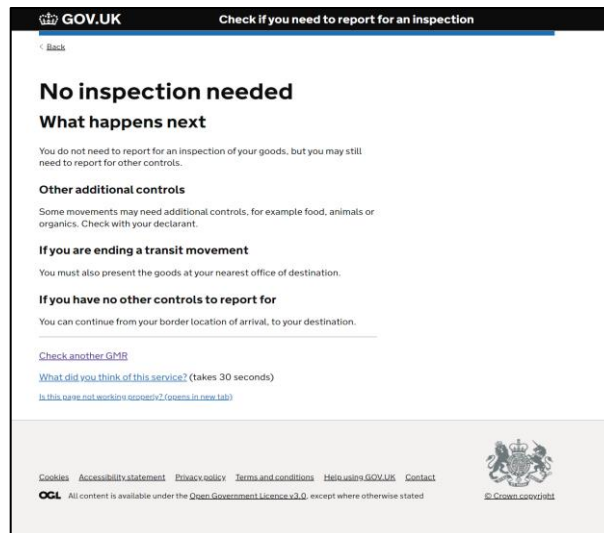 GOV.UK Check if you need to report for an inspection
< Back
No inspection needed
What happens next
You do not need to report for an inspection of your goods, but you may still
need to report for other controls.
Other additional controls
Some movements may need additional controls, for example food, animals or
organics. Check with your declarant.
If you are ending a transit movement
You must also present the goods at your nearest office of destination.
If you have no other controls to report for
You can continue from your border location of arrival, to your destination.
Check another GMR
What did you think of this service? (takes 30 seconds)
Is this page not working properly? (opens in new tab)
Cookies Accessibility statement Privacy policy Terms and conditions Help using GOV.UK Contact
OGL All content is available under the Open Government Licence v3.0, except where otherwise stated
© Crown copyright